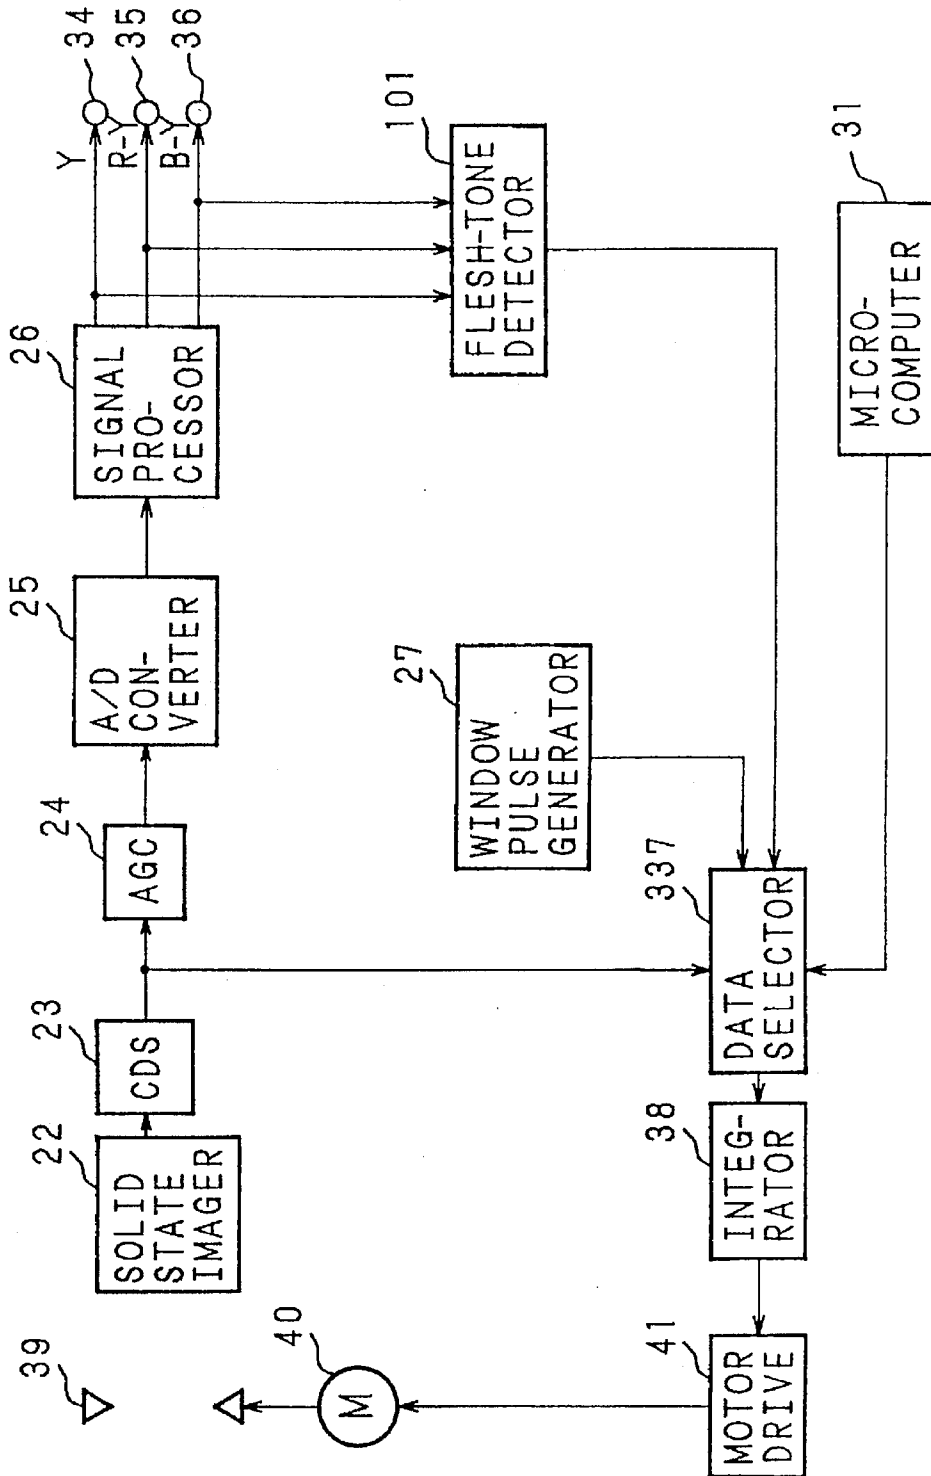 39
22
SOLID
STATE
IMAGER
23
CDS
24
AGC
25
A/D
CON-
VERTER
26
SIGNAL
PRO-
CESSOR
Y
34
R-Y
35
B-Y
36
40
M
27
WINDOW
PULSE
GENERATOR
101
FLESH-TONE
DETECTOR
41
MOTOR
DRIVE
38
INTEG-
RATOR
337
DATA
SELECTOR
31
MICRO-
COMPUTER